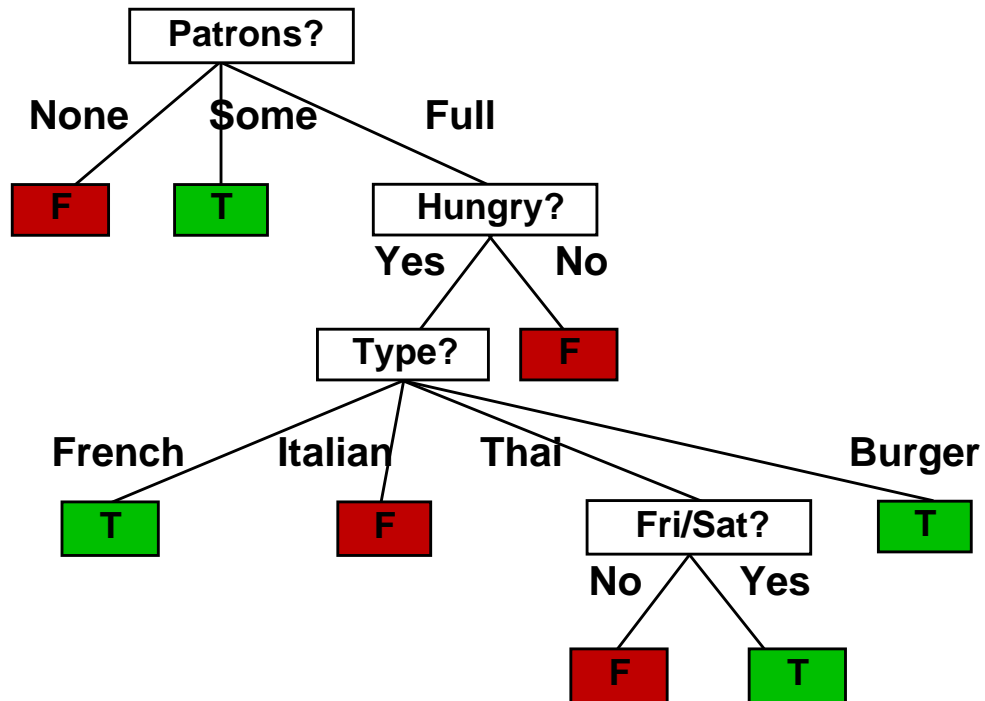 Patrons?
None Some Full
F T Hungry?
Yes No
Type? F
French Italian Thai Burger
T F Fri/Sat? T
No Yes
F T